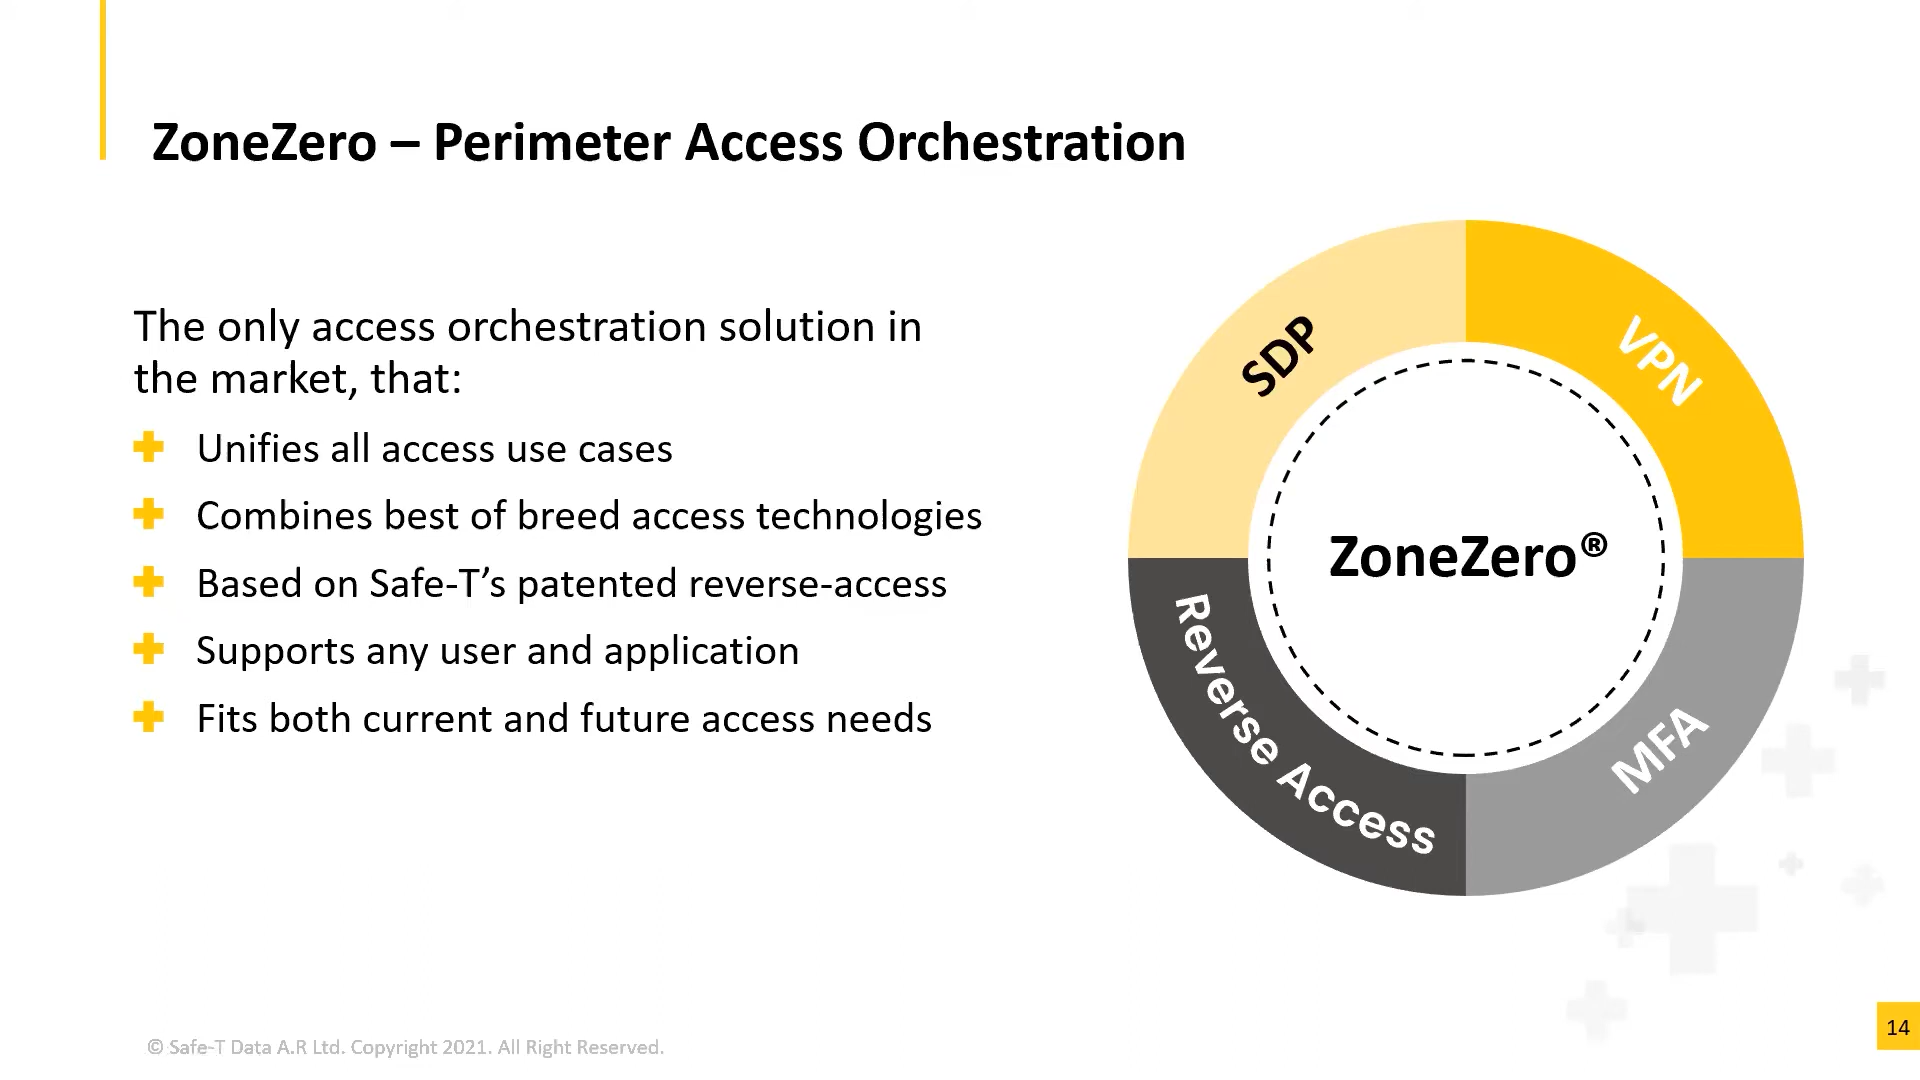 ZoneZero – Perimeter Access Orchestration
The only access orchestration solution in
the market, that:
Unifies all access use cases
Combines best of breed access technologies
Based on Safe-T’s patented reverse-access
Supports any user and application
Fits both current and future access needs
SDP
VPN
ZoneZero®
Reverse Access
MFA
© Safe-T Data A.R Ltd. Copyright 2021. All Right Reserved.
14